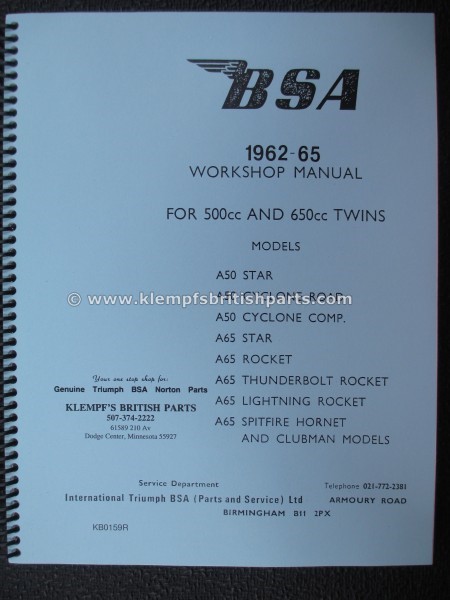 BSA
1962-65
WORKSHOP MANUAL
FOR 500cc AND 650cc TWINS
MODELS
A50 STAR
A50 CYCLONE ROAD
© www.klempfsbritishparts.com
A50 CYCLONE COMP.
A65 STAR
A65 ROCKET
A65 THUNDERBOLT ROCKET
A65 LIGHTNING ROCKET
A65 SPITFIRE HORNET
AND CLUBMAN MODELS
Your one stop shop for:
Genuine Triumph BSA Norton Parts
KLEMPF'S BRITISH PARTS
507-374-2222
61589 210 Av
Dodge Center, Minnesota 55927
Service Department
Telephone 021-772-2381
International Triumph BSA (Parts and Service) Ltd
ARMOURY ROAD
BIRMINGHAM B11 2PX
KB0159R